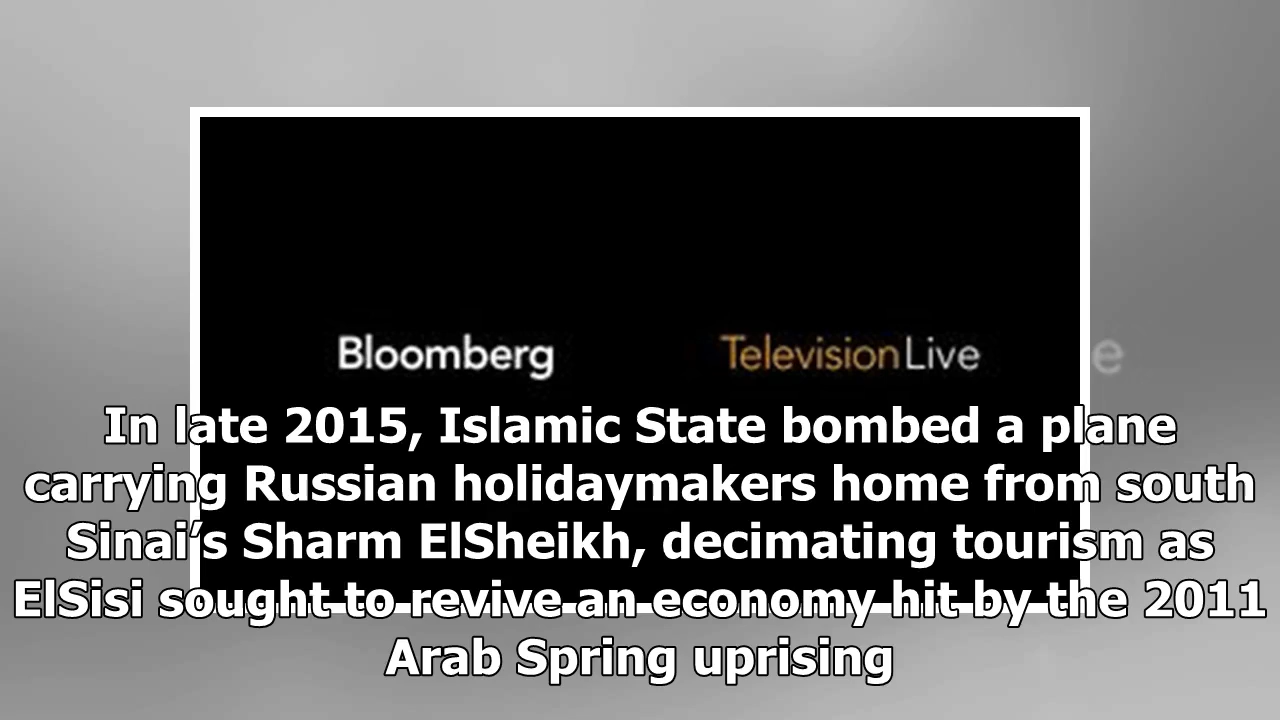 Bloomberg TelevisionLive e
In late 2015, Islamic State bombed a plane
carrying Russian holidaymakers home from south
Sinai’s Sharm ElSheikh, decimating tourism as
ElSisi sought to revive an economy hit by the 2011
Arab Spring uprising